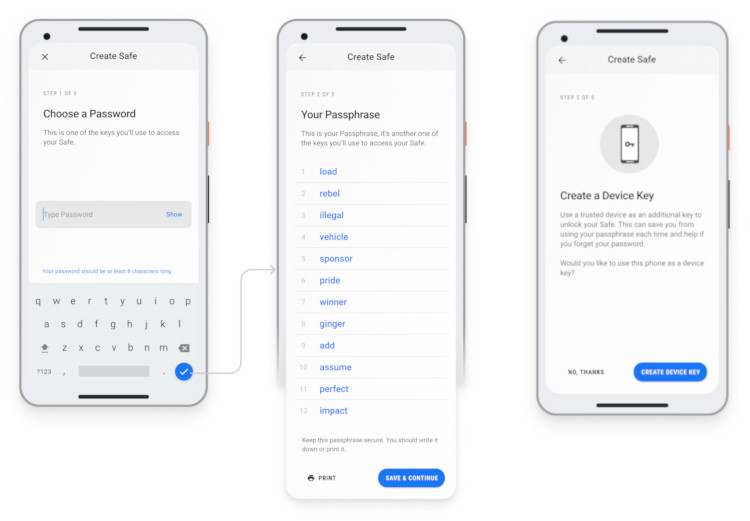 Create Safe
STEP 1 OF 5
Choose a Password
This is one of the keys you'll use to access
your Safe.
Type Password
Show
Your password should be at least 8 characters long
q w e r t y u i o p
a s d f g h j k l
z x c v b n m
?123 , .
Create Safe
STEP 2 OF 5
Your Passphrase
This is your Passphrase, it's another one of
the keys you'll use to access your Safe.
1 load
2 rebel
3 illegal
4 vehicle
5 sponsor
6 pride
7 winner
8 ginger
9 add
10 assume
11 perfect
12 impact
Keep this passphrase secure. You should write it
down or print it.
PRINT
SAVE & CONTINUE
Create Safe
STEP 3 OF 5
Create a Device Key
Use a trusted device as an additional key to
unlock your Safe. This can save you from
using your passphrase each time and help if
you forget your password.
Would you like to use this phone as a device
key?
NO, THANKS
CREATE DEVICE KEY